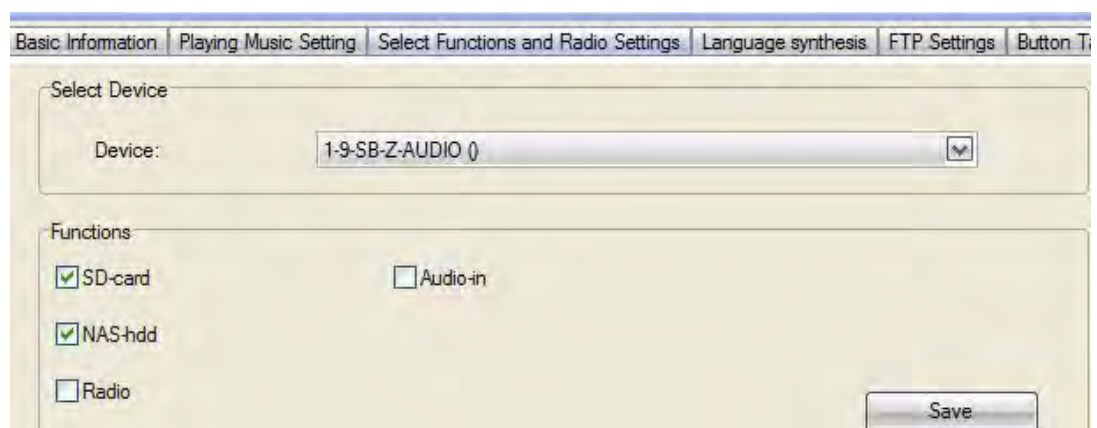 Basic Information Playing Music Setting Select Functions and Radio Settings Language synthesis FTP Settings Button
Select Device
Device: 1-9-SB-Z-AUDIO ()
Functions
SD-card Audio-in
NAS-hdd
Radio
Save